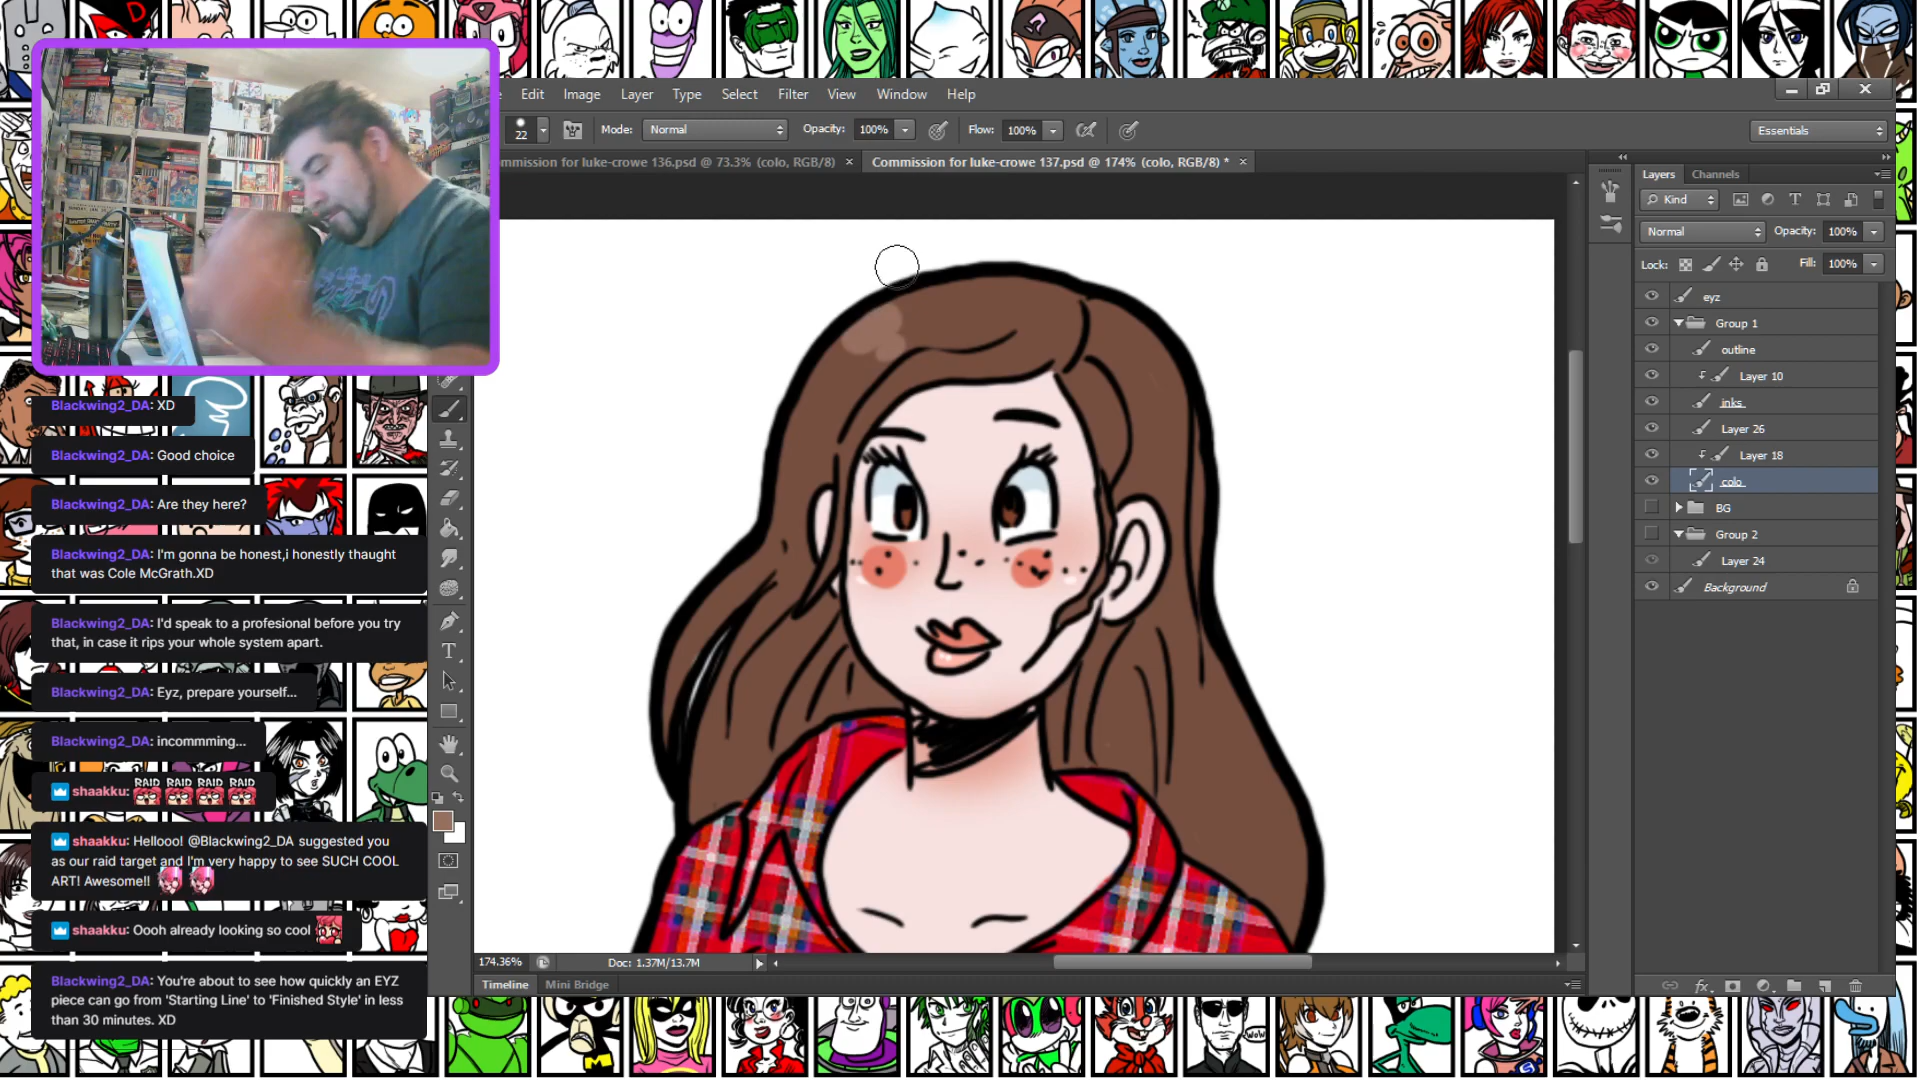 Edit Image Layer Type Select Filter View Window Help
22 Mode: Normal Opacity: 100% Flow: 100% Essentials
mmission for luke-crowe 136.psd @ 73.3% (colo, RGB/8) × Commission for luke-crowe 137.psd @ 174% (colo, RGB/8) * ×
Layers Channels
Kind
Normal Opacity: 100%
Lock: Fill: 100%
eyz
Group 1
outline
Layer 10
inks
Layer 26
Layer 18
colo
BG
Group 2
Layer 24
Background
Blackwing2_DA: XD
Blackwing2_DA: Good choice
Blackwing2_DA: Are they here?
Blackwing2_DA: I'm gonna be honest,i honestly thaught
that was Cole McGrath.XD
Blackwing2_DA: I'd speak to a profesional before you try
that, in case it rips your whole system apart.
Blackwing2_DA: Eyz, prepare yourself...
Blackwing2_DA: incommming...
shaakku: RAID RAID RAID RAID
shaakku: Hellooo! @Blackwing2_DA suggested you
as our raid target and I'm very happy to see SUCH COOL
ART! Awesome!!
shaakku: Oooh already looking so cool
Blackwing2_DA: You're about to see how quickly an EYZ
piece can go from 'Starting Line' to 'Finished Style' in less
than 30 minutes. XD
174.36% Doc: 1.37M/13.7M
Timeline Mini Bridge
fx
WOW